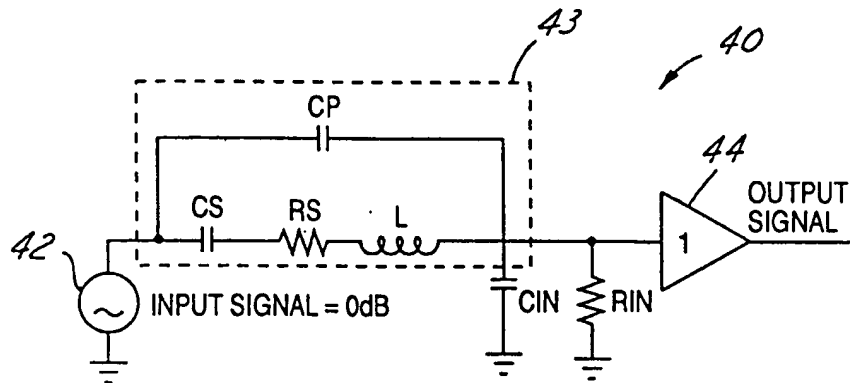 43
40
CP
44
CS
RS
L
OUTPUT
SIGNAL
42
1
INPUT SIGNAL = 0dB
CIN
RIN